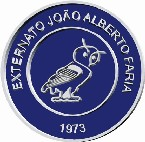 EXTERNATO JOÃO ALBERTO FARIA
1973